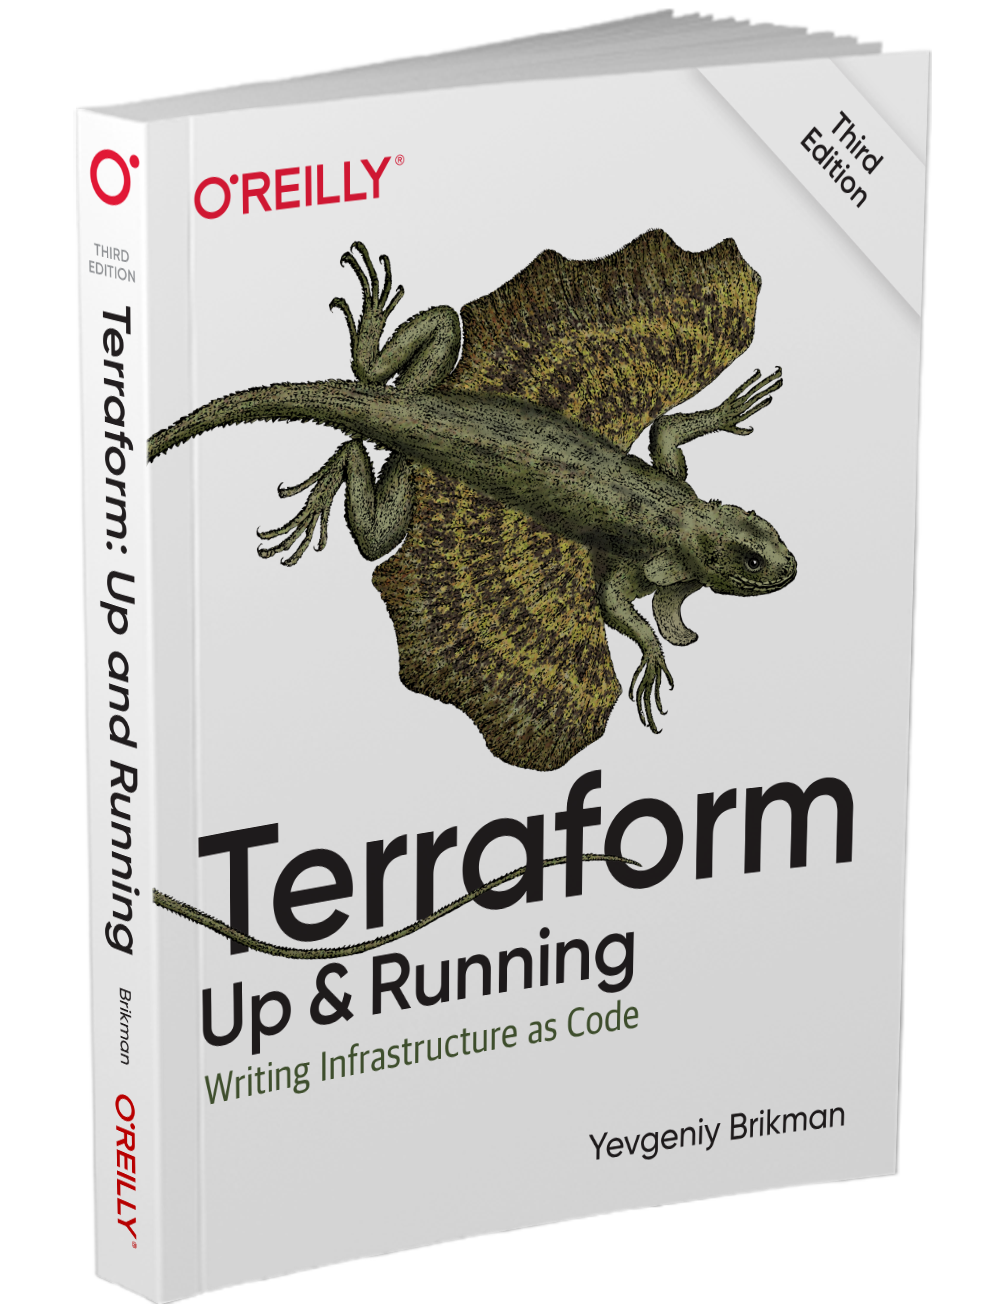 O'REILLY®
Third
Edition
Terraform
Up & Running
Writing Infrastructure as Code
Yevgeniy Brikman
THIRD
EDITION
Terraform: Up and Running
Brikman
O'REILLY®